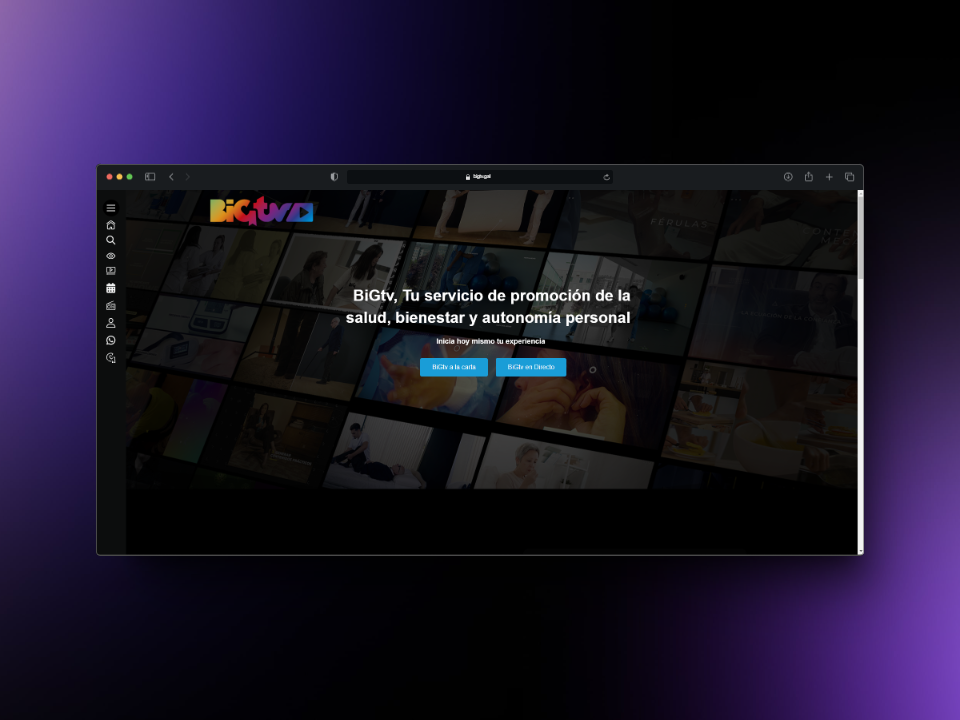 bigtv.gal
BiGtv
FÉRULAS
BiGtv, Tu servicio de promoción de la
salud, bienestar y autonomía personal
Inicia hoy mismo tu experiencia
BiGtv a la carta
BiGtv en Directo